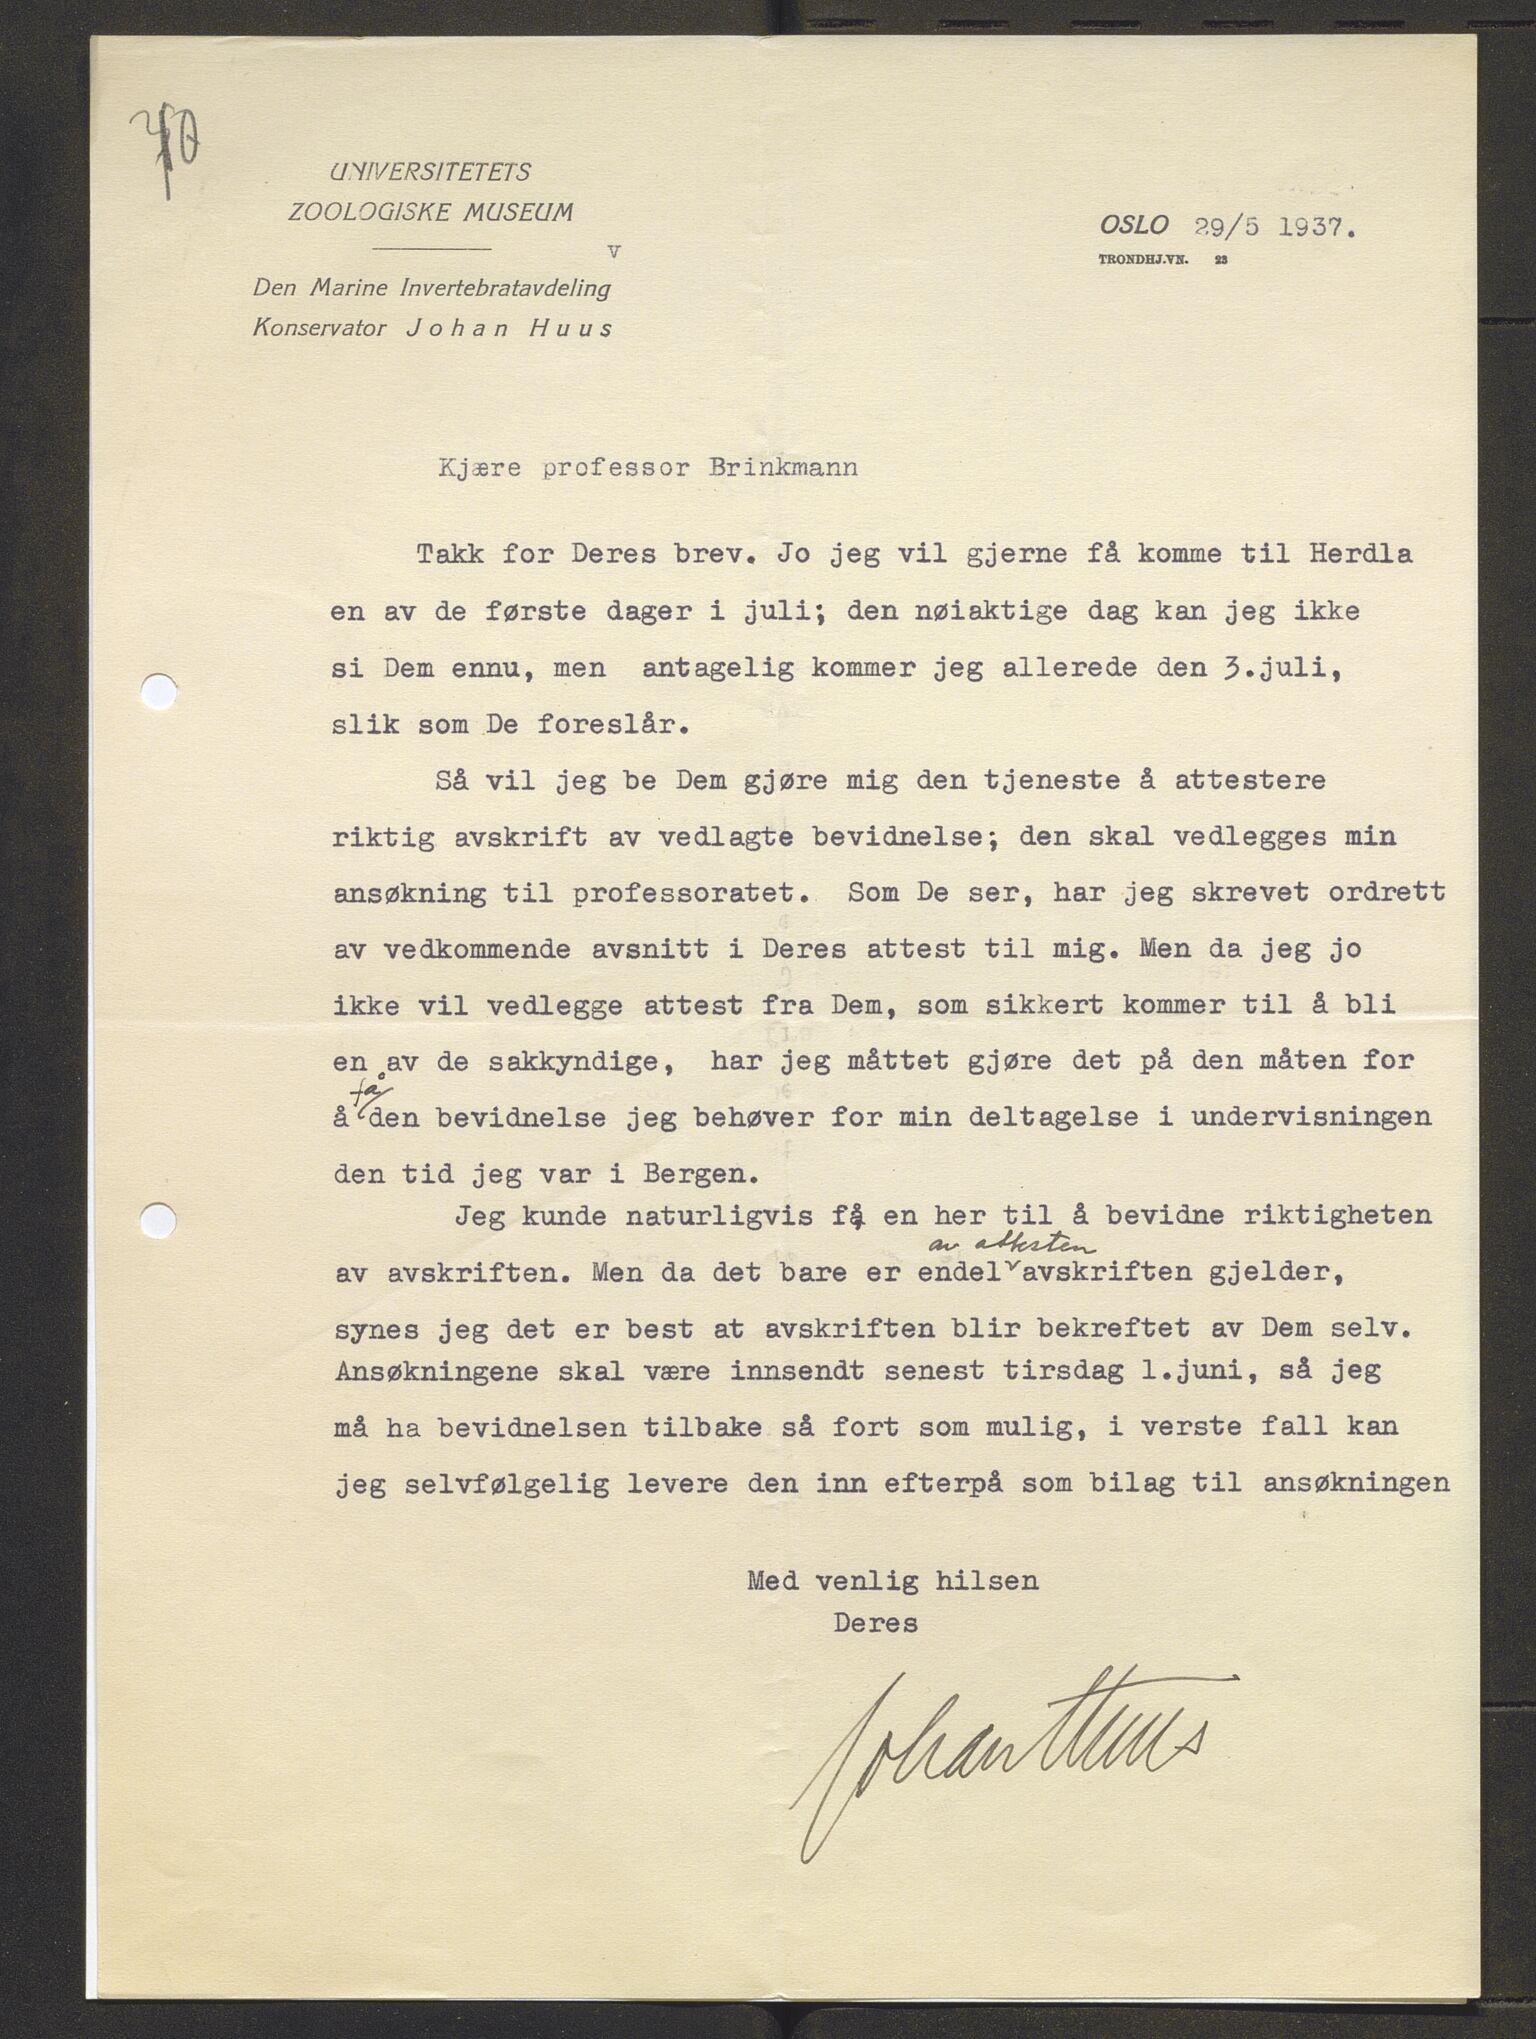 UNIVERSITETETS
ZOOLOGISKE MUSEUM
v
Den Marine Invertebratavdeling
Konservator Johan Huus
OSLO 29/5 1937.
TRONDHJ.VN. 23
Kjære professor Brinkmann
Takk for Deres brev. Jo jeg vil gjerne få komme til Herdla
en av de første dager i juli; den nøiaktige dag kan jeg ikke
si Dem ennu, men antagelig kommer jeg allerede den 3.juli,
slik som De foreslår.
Så vil jeg be Dem gjøre mig den tjeneste å attestere
riktig avskrift av vedlagte bevidnelse; den skal vedlegges min
ansøkning til professoratet. Som De ser, har jeg skrevet ordrett
av vedkommende avsnitt i Deres attest til mig. Men da jeg jo
ikke vil vedlegge attest fra Dem, som sikkert kommer til å bli
en av de sakkyndige, har jeg måttet gjøre det på den måten for
få
å den bevidnelse jeg behøver for min deltagelse i undervisningen
den tid jeg var i Bergen.
Jeg kunde naturligvis få en her til å bevidne riktigheten
av attesten
av avskriften. Men da det bare er endel avskriften gjelder,
synes jeg det er best at avskriften blir bekreftet av Dem selv.
Ansøkningene skal være innsendt senest tirsdag 1.juni, så jeg
må ha bevidnelsen tilbake så fort som mulig, i verste fall kan
jeg selvfølgelig levere den inn efterpå som bilag til ansøkningen
Med venlig hilsen
Deres
Johan Huus